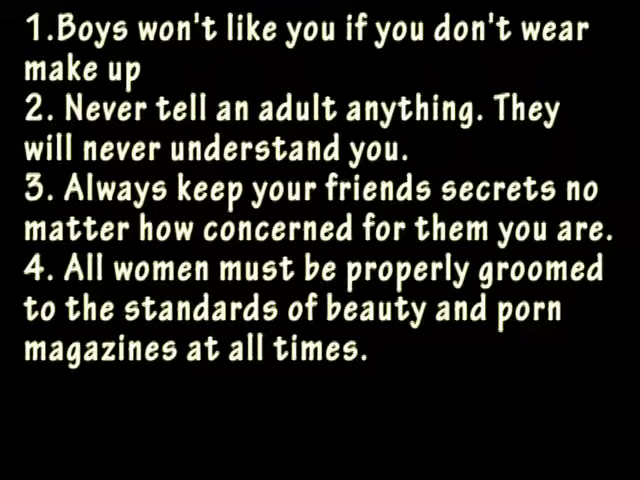 1.Boys won't like you if you don't wear
make up
2. Never tell an adult anything. They
will never understand you.
3. Always keep your friends secrets no
matter how concerned for them you are.
4. All women must be properly groomed
to the standards of beauty and porn
magazines at all times.